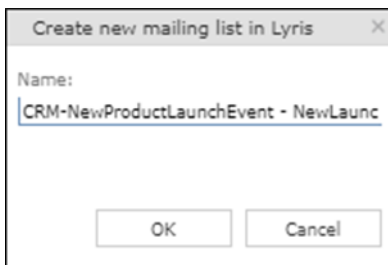 Create new mailing list in Lyris
Name:
CRM-NewProductLaunchEvent - NewLaunc
OK
Cancel